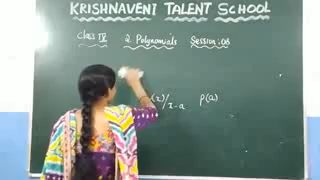 KRISHNAVENI TALENT SCHOOL
Class IX 2. Polynomials Session: 08
(x)/x-a P(a)